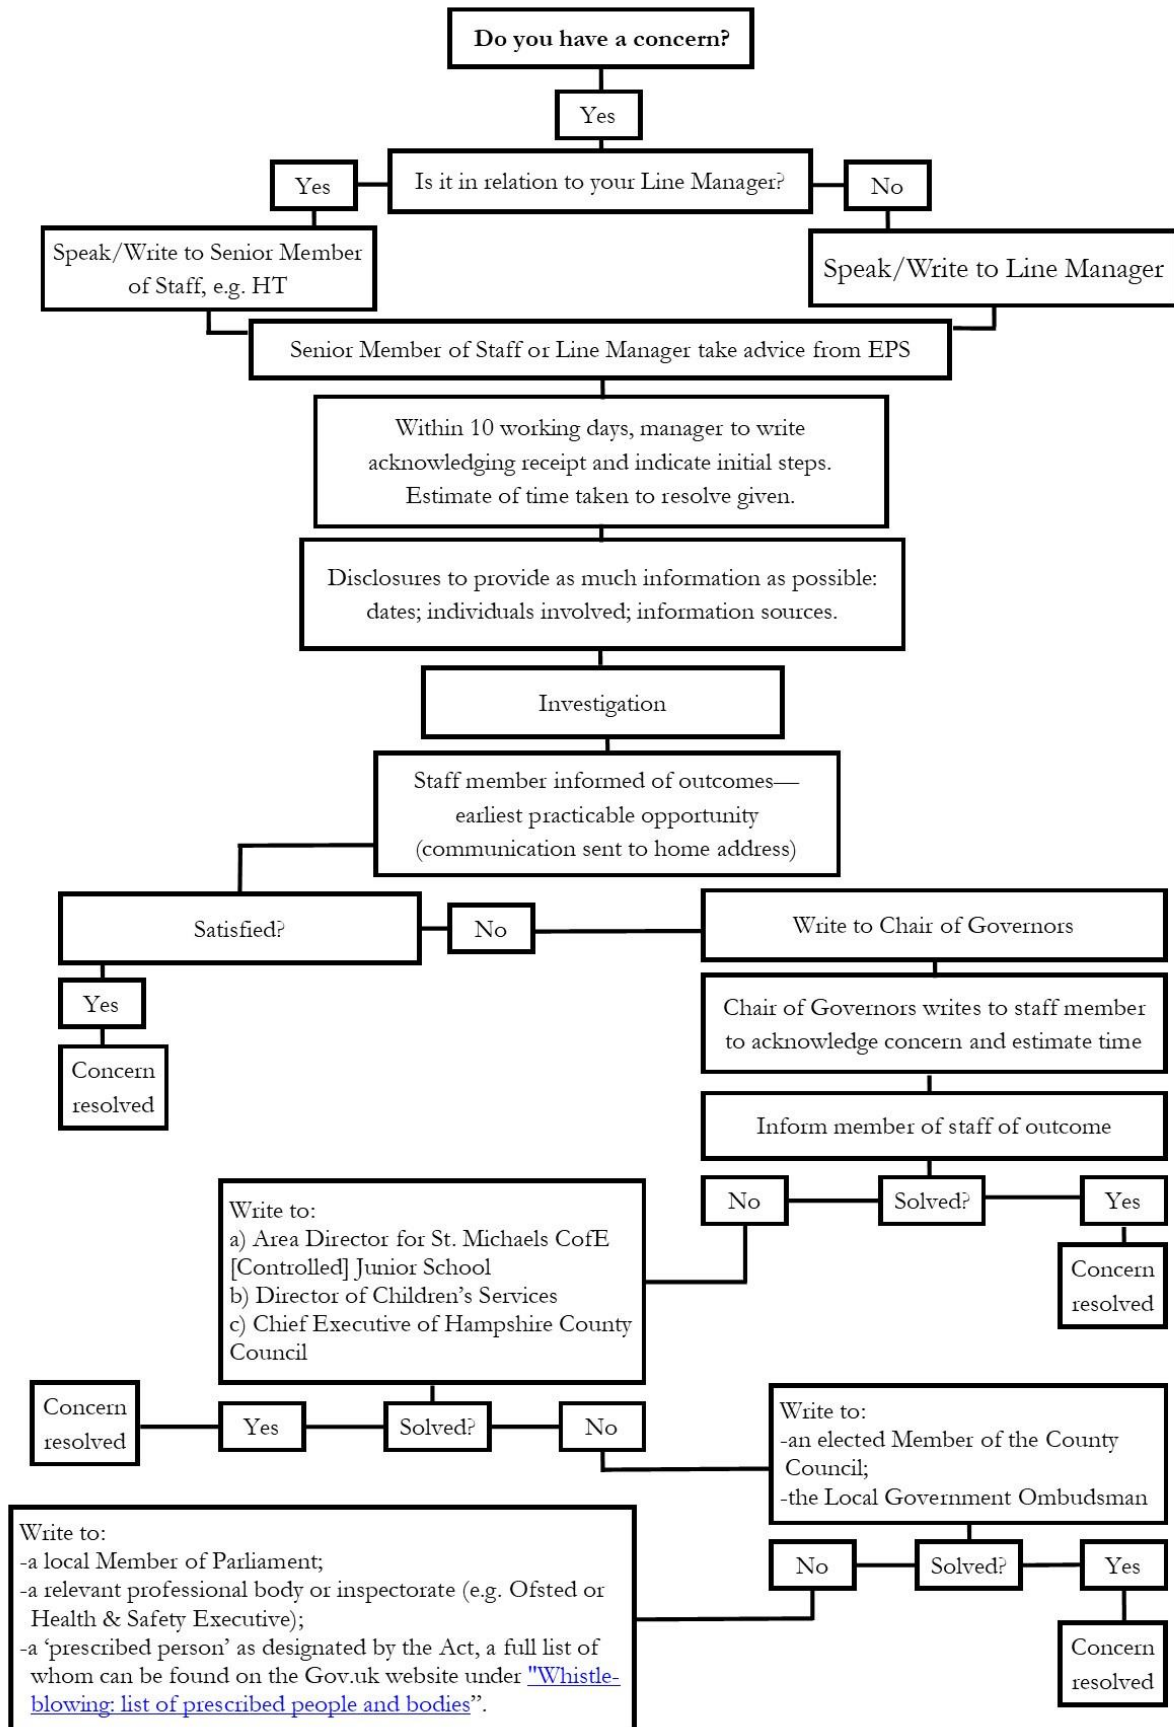 Do you have a concern?
Yes
Yes
Is it in relation to your Line Manager?
No
Speak/Write to Senior Member
of Staff, e.g. HT
Speak/Write to Line Manager
Senior Member of Staff or Line Manager take advice from EPS
Within 10 working days, manager to write
acknowledging receipt and indicate initial steps.
Estimate of time taken to resolve given.
Disclosures to provide as much information as possible:
dates; individuals involved; information sources.
Investigation
Staff member informed of outcomes—
earliest practicable opportunity
(communication sent to home address)
Satisfied?
No
Write to Chair of Governors
Yes
Concern
resolved
Chair of Governors writes to staff member
to acknowledge concern and estimate time
Inform member of staff of outcome
No
Solved?
Yes
Concern
resolved
Write to:
a) Area Director for St. Michaels CofE
[Controlled] Junior School
b) Director of Children’s Services
c) Chief Executive of Hampshire County
Council
Concern
resolved
Yes
Solved?
No
Write to:
-an elected Member of the County
Council;
-the Local Government Ombudsman
No
Solved?
Yes
Concern
resolved
Write to:
-a local Member of Parliament;
-a relevant professional body or inspectorate (e.g. Ofsted or
Health & Safety Executive);
-a ‘prescribed person’ as designated by the Act, a full list of
whom can be found on the Gov.uk website under "Whistle-
blowing: list of prescribed people and bodies”.